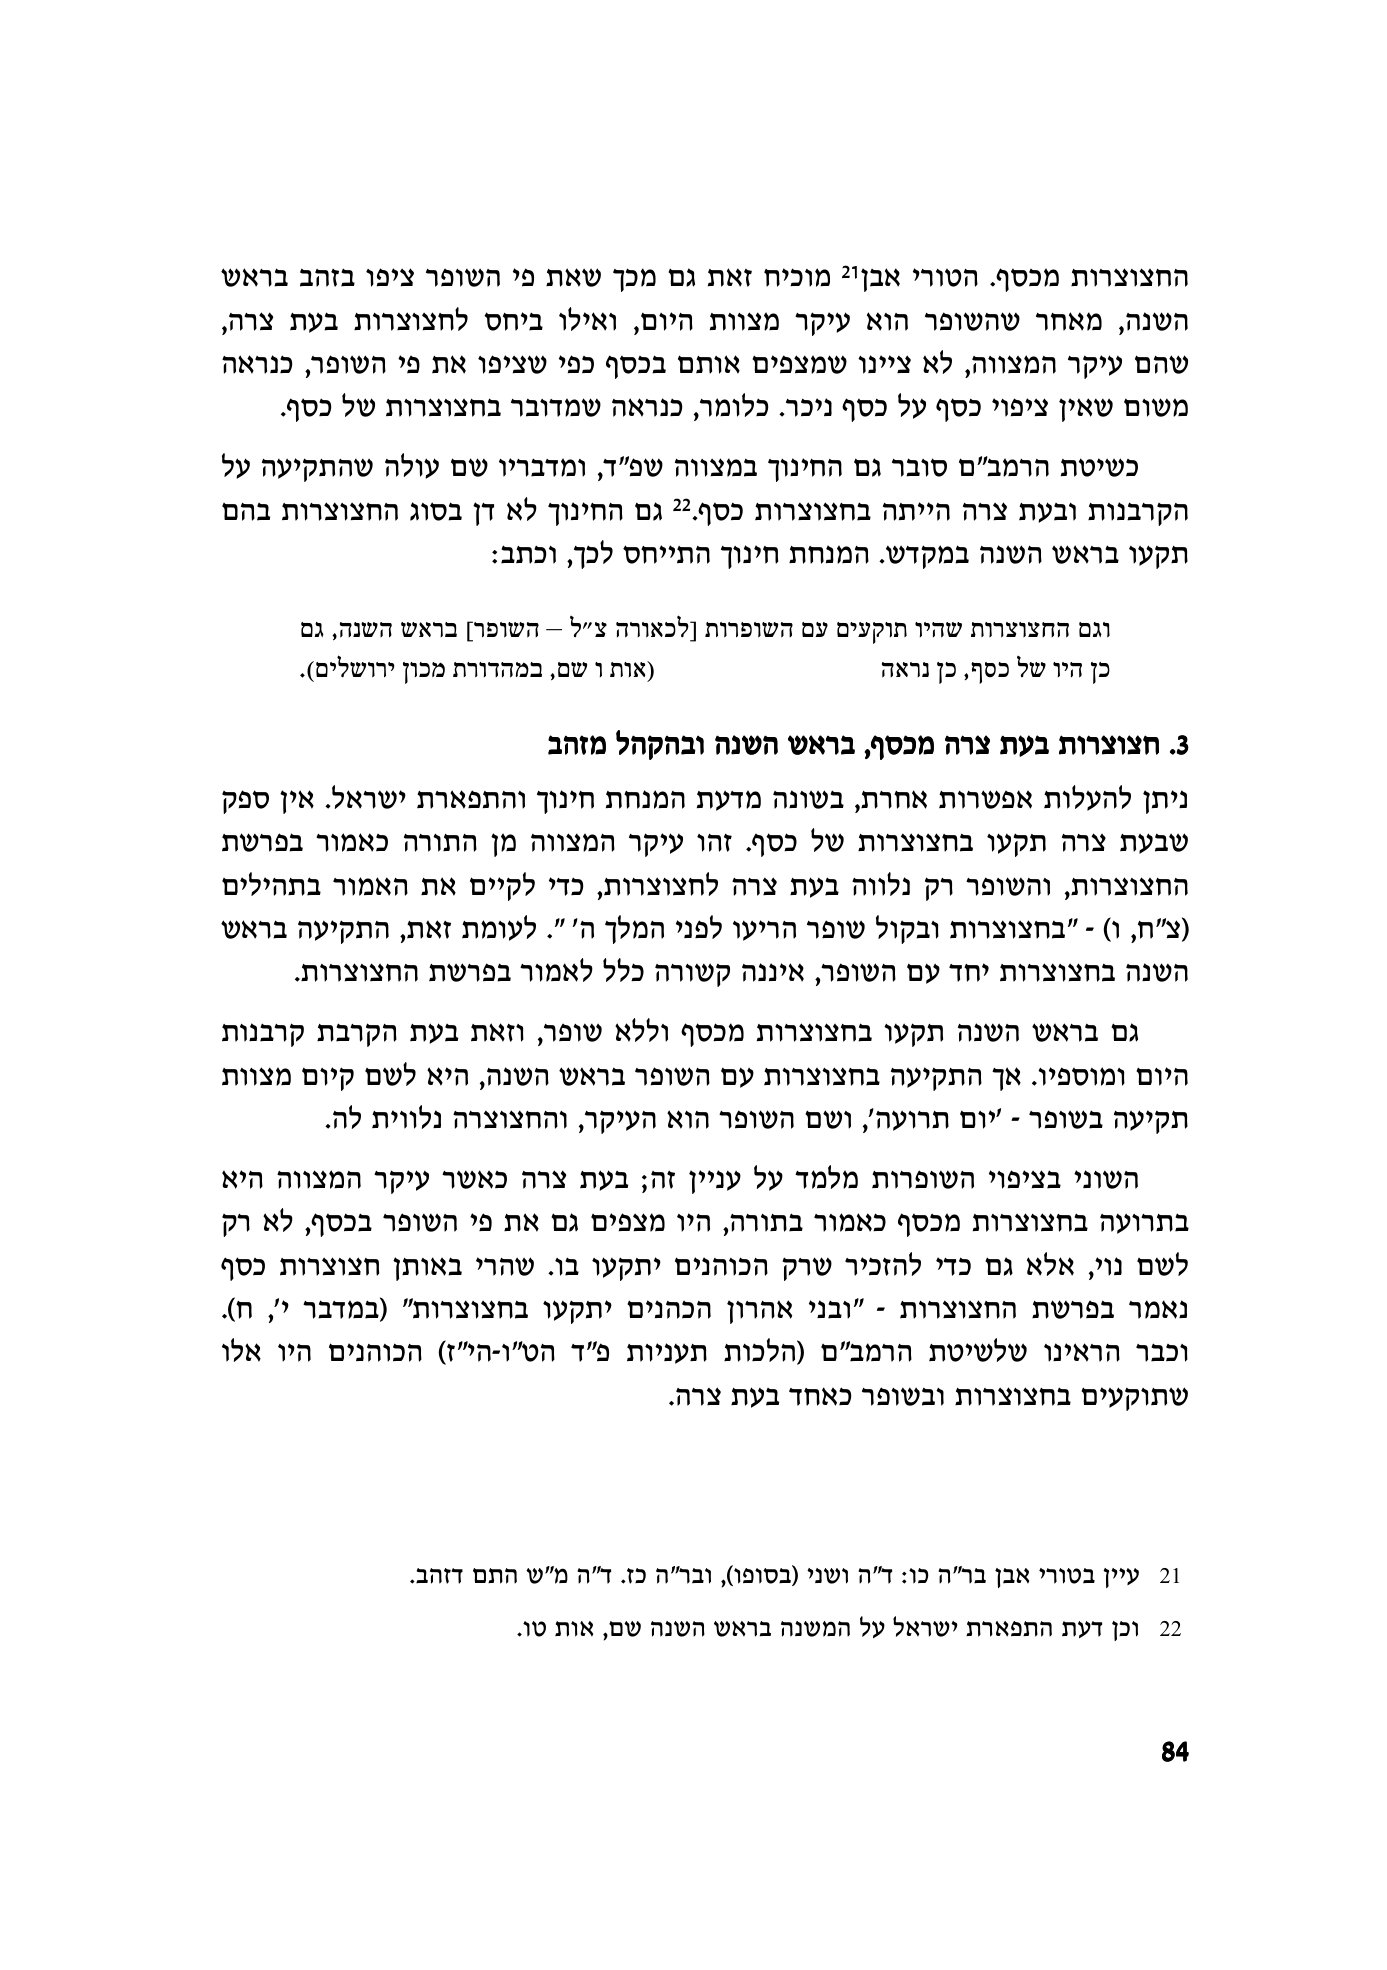 החצוצרות מכסף. הטורי אבן21 מוכיח זאת גם מכך שאת פי השופר ציפו בזהב בראש
השנה, מאחר שהשופר הוא עיקר מצוות היום, ואילו ביחס לחצוצרות בעת צרה,
שהם עיקר המצווה, לא ציינו שמצפים אותם בכסף כפי שציפו את פי השופר, כנראה
משום שאין ציפוי כסף על כסף ניכר. כלומר, כנראה שמדובר בחצוצרות של כסף.
כשיטת הרמב"ם סובר גם החינוך במצווה שפ"ד, ומדבריו שם עולה שהתקיעה על
הקרבנות ובעת צרה הייתה בחצוצרות כסף.22 גם החינוך לא דן בסוג החצוצרות בהם
תקעו בראש השנה במקדש. המנחת חינוך התייחס לכך, וכתב:
וגם החצוצרות שהיו תוקעים עם השופרות [לכאורה צ״ל – השופר] בראש השנה, גם
כן היו של כסף, כן נראה (אות ו שם, במהדורת מכון ירושלים).
3. חצוצרות בעת צרה מכסף, בראש השנה ובהקהל מזהב
ניתן להעלות אפשרות אחרת, בשונה מדעת המנחת חינוך והתפארת ישראל. אין ספק
שבעת צרה תקעו בחצוצרות של כסף. זהו עיקר המצווה מן התורה כאמור בפרשת
החצוצרות, והשופר רק נלווה בעת צרה לחצוצרות, כדי לקיים את האמור בתהילים
(צ"ח, ו) - "בחצוצרות ובקול שופר הריעו לפני המלך ה' ". לעומת זאת, התקיעה בראש
השנה בחצוצרות יחד עם השופר, איננה קשורה כלל לאמור בפרשת החצוצרות.
גם בראש השנה תקעו בחצוצרות מכסף וללא שופר, וזאת בעת הקרבת קרבנות
היום ומוספיו. אך התקיעה בחצוצרות עם השופר בראש השנה, היא לשם קיום מצוות
תקיעה בשופר - 'יום תרועה', ושם השופר הוא העיקר, והחצוצרה נלווית לה.
השוני בציפוי השופרות מלמד על עניין זה; בעת צרה כאשר עיקר המצווה היא
בתרועה בחצוצרות מכסף כאמור בתורה, היו מצפים גם את פי השופר בכסף, לא רק
לשם נוי, אלא גם כדי להזכיר שרק הכוהנים יתקעו בו. שהרי באותן חצוצרות כסף
נאמר בפרשת החצוצרות - "ובני אהרון הכהנים יתקעו בחצוצרות" (במדבר י', ח).
וכבר הראינו שלשיטת הרמב"ם (הלכות תעניות פ"ד הט"ו-הי"ז) הכוהנים היו אלו
שתוקעים בחצוצרות ובשופר כאחד בעת צרה.
21 עיין בטורי אבן בר"ה כו: ד"ה ושני (בסופו), ובר"ה כז. ד"ה מ"ש התם דזהב.
22 וכן דעת התפארת ישראל על המשנה בראש השנה שם, אות טו.
84